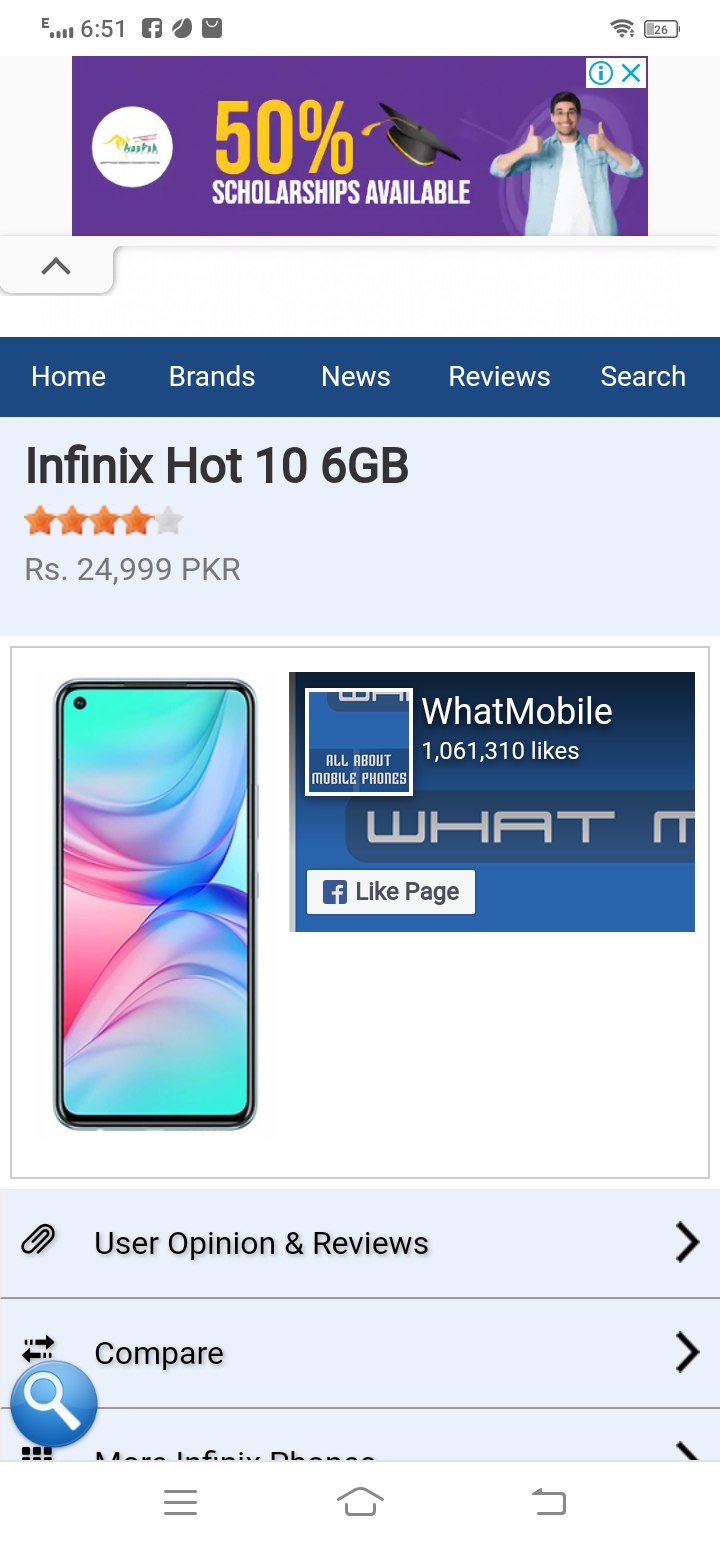 E 6:51 26
50%
SCHOLARSHIPS AVAILABLE
Home Brands News Reviews Search
Infinix Hot 10 6GB
Rs. 24,999 PKR
WhatMobile
1,061,310 likes
ALL ABOUT
MOBILE PHONES
WHAT M
Like Page
User Opinion & Reviews
Compare
More Infinix Phones